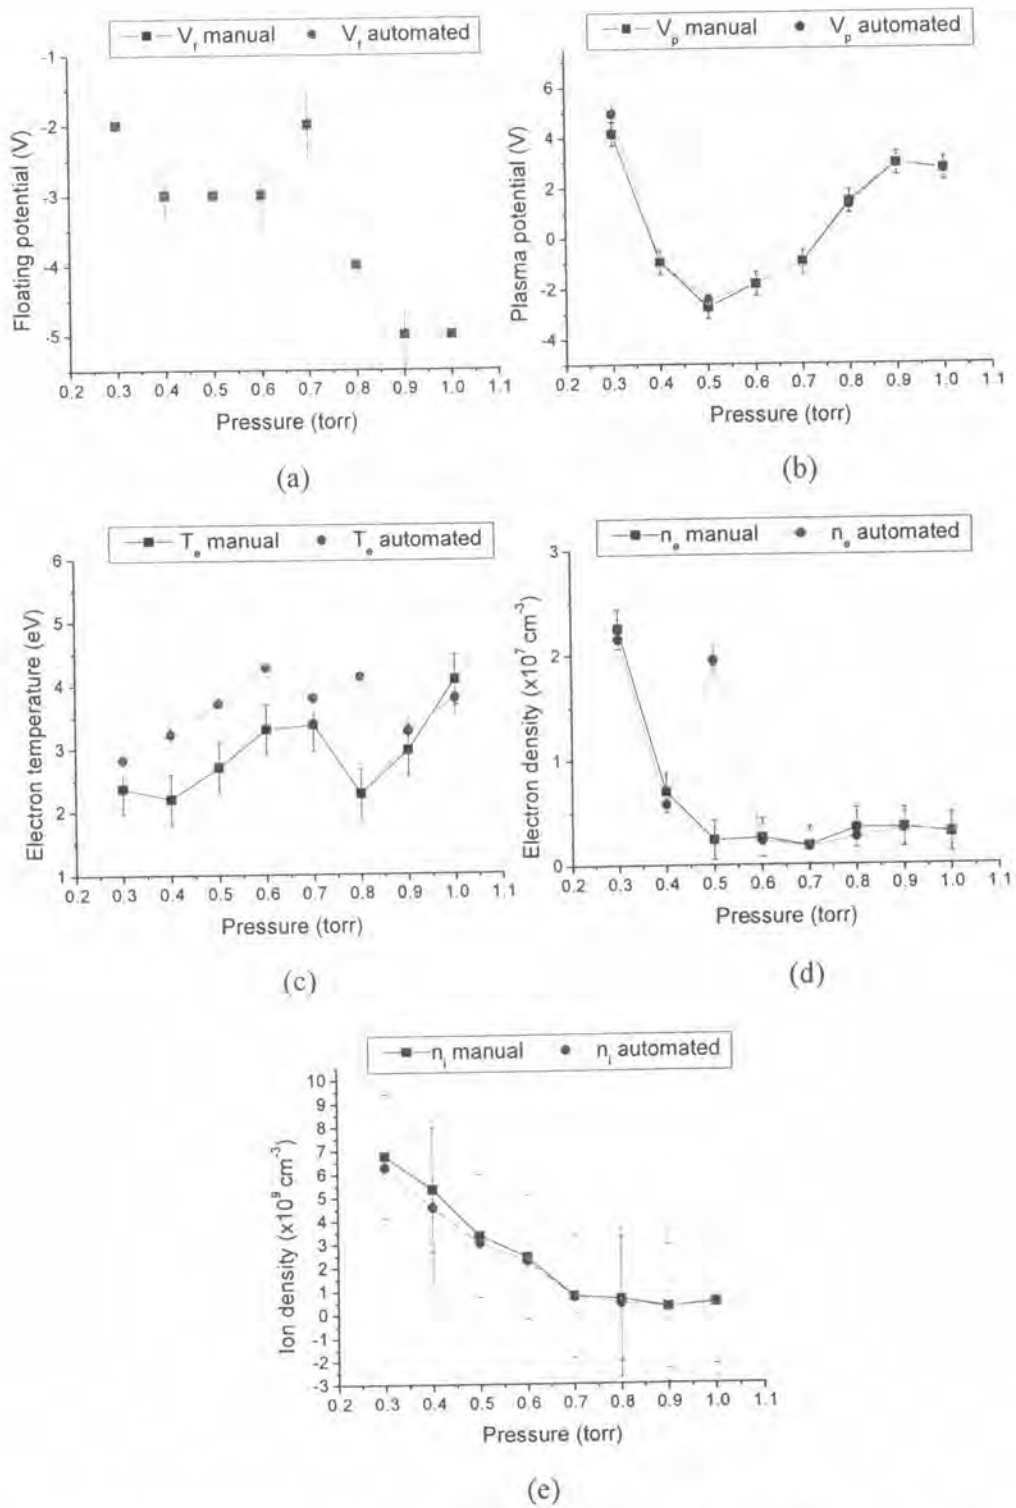 V_f manual V_f automated
-1
-2
-3
-4
-5
Floating potential (V)
0.2 0.3 0.4 0.5 0.6 0.7 0.8 0.9 1.0 1.1
Pressure (torr)
(a)
V_p manual V_p automated
6
4
2
0
-2
-4
Plasma potential (V)
0.2 0.3 0.4 0.5 0.6 0.7 0.8 0.9 1.0 1.1
Pressure (torr)
(b)
T_e manual T_e automated
6
5
4
3
2
1
Electron temperature (eV)
0.2 0.3 0.4 0.5 0.6 0.7 0.8 0.9 1.0 1.1
Pressure (torr)
(c)
n_e manual n_e automated
3
2
1
0
Electron density (x10^7 cm^-3)
0.2 0.3 0.4 0.5 0.6 0.7 0.8 0.9 1.0 1.1
Pressure (torr)
(d)
n_i manual n_i automated
10
9
8
7
6
5
4
3
2
1
0
-1
-2
-3
Ion density (x10^9 cm^-3)
0.2 0.3 0.4 0.5 0.6 0.7 0.8 0.9 1.0 1.1
Pressure (torr)
(e)